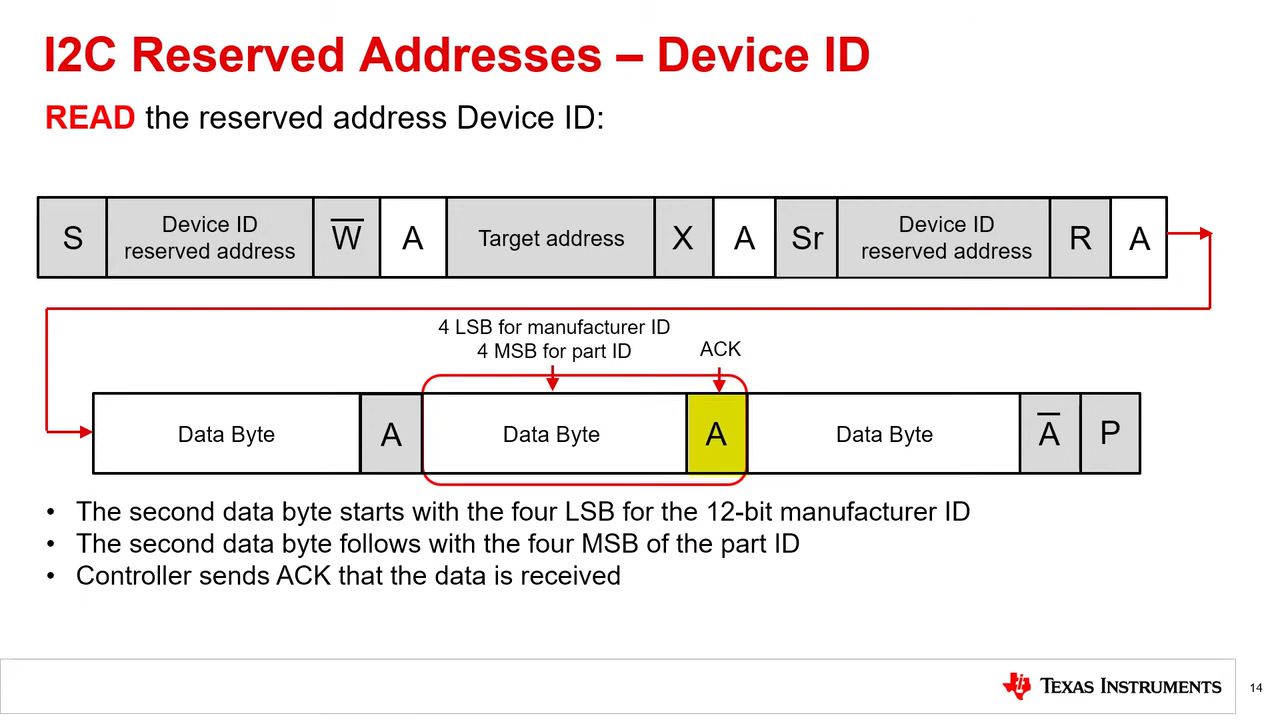 I2C Reserved Addresses – Device ID
READ the reserved address Device ID:
S
Device ID
reserved address
W̅
A
Target address
X
A
Sr
Device ID
reserved address
R
A
4 LSB for manufacturer ID
4 MSB for part ID
ACK
Data Byte
A
Data Byte
A
Data Byte
A̅
P
• The second data byte starts with the four LSB for the 12-bit manufacturer ID
• The second data byte follows with the four MSB of the part ID
• Controller sends ACK that the data is received
TEXAS INSTRUMENTS
14